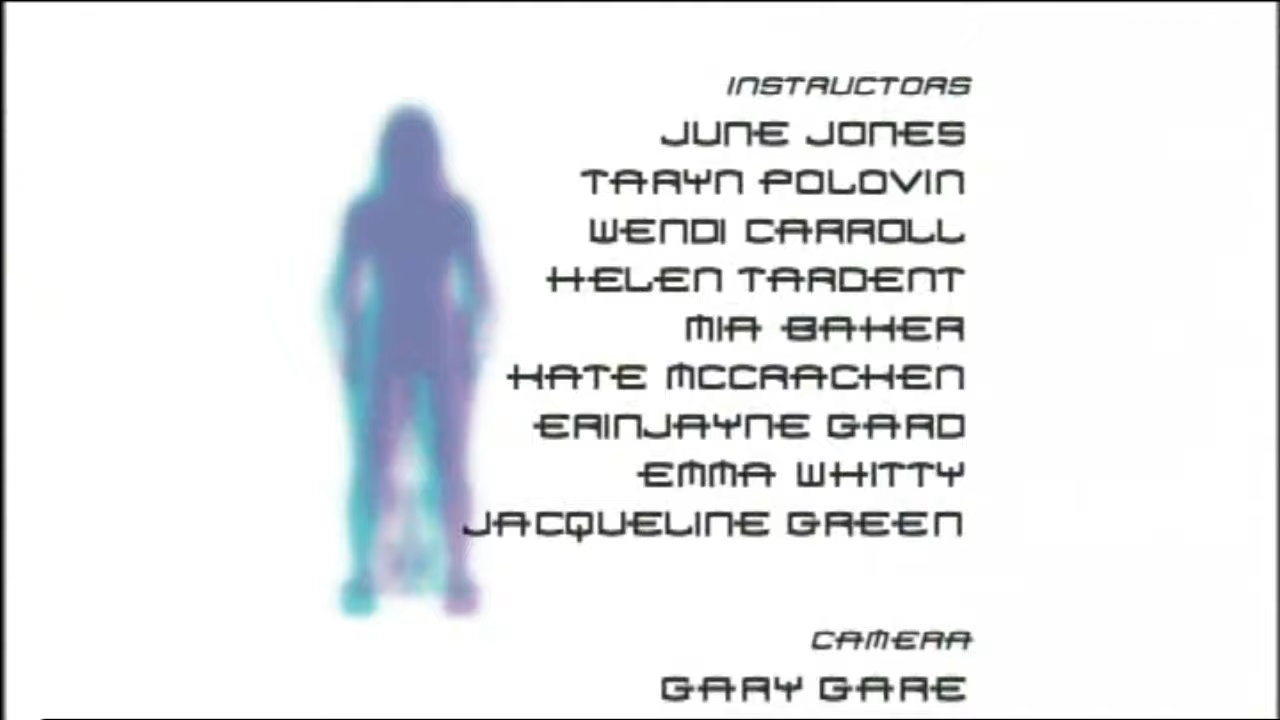 INSTRUCTORS
JUNE JONES
TARYN POLOVIN
WENDI CARROLL
HELEN TARDENT
MIA BAKER
KATE MCCRACKEN
ERINJAYNE GARD
EMMA WHITTY
JACQUELINE GREEN
CAMERA
GARY GARE